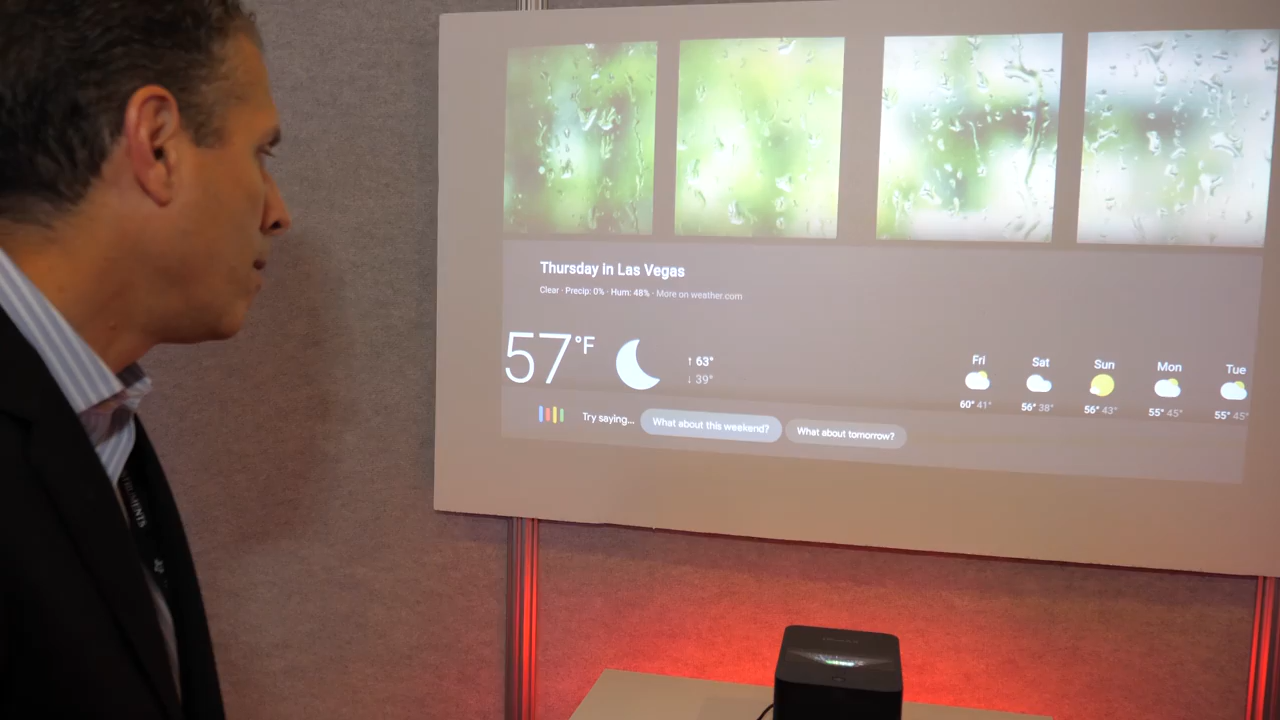 Thursday in Las Vegas
Clear · Precip: 0% · Hum: 48% · More on weather.com
57 °F
↑ 63°
↓ 39°
Fri Sat Sun Mon Tue
60° 41° 56° 38° 56° 43° 55° 45° 55° 45°
Try saying... What about this weekend? What about tomorrow?